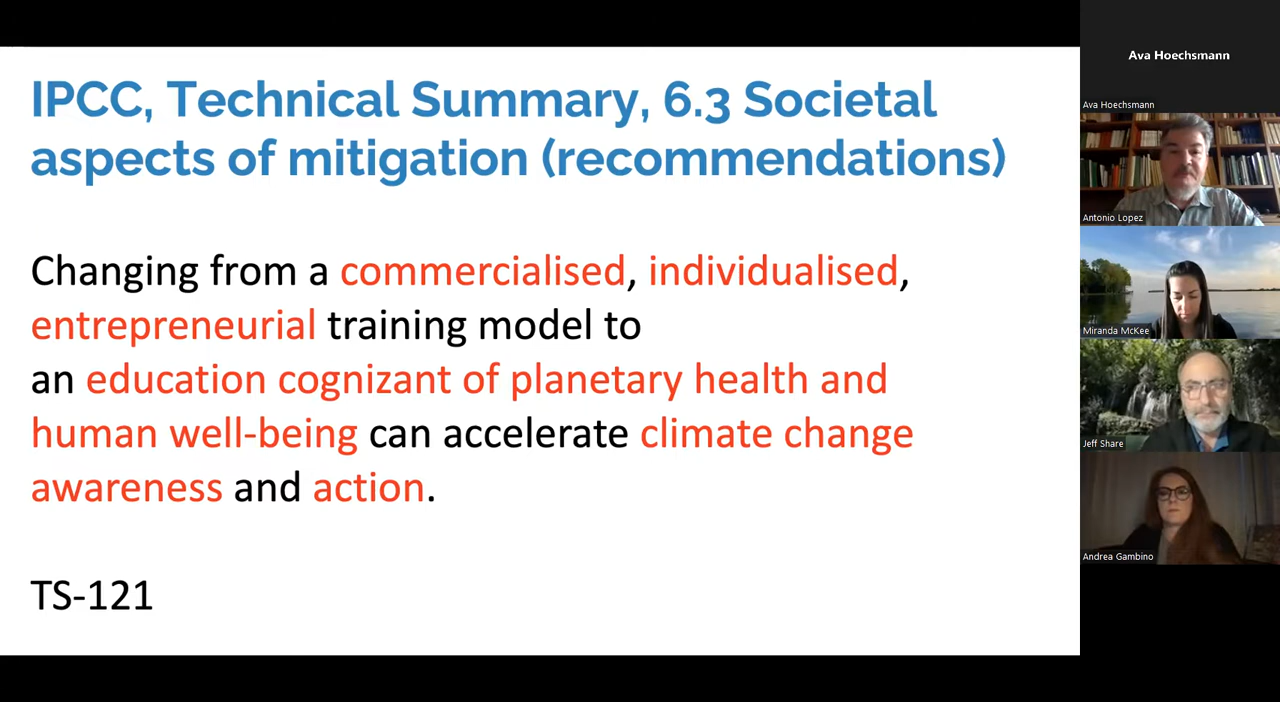 IPCC, Technical Summary, 6.3 Societal
aspects of mitigation (recommendations)
Changing from a commercialised, individualised,
entrepreneurial training model to
an education cognizant of planetary health and
human well-being can accelerate climate change
awareness and action.
TS-121
Ava Hoechsmann
Ava Hoechsmann
Antonio Lopez
Miranda McKee
Jeff Share
Andrea Gambino